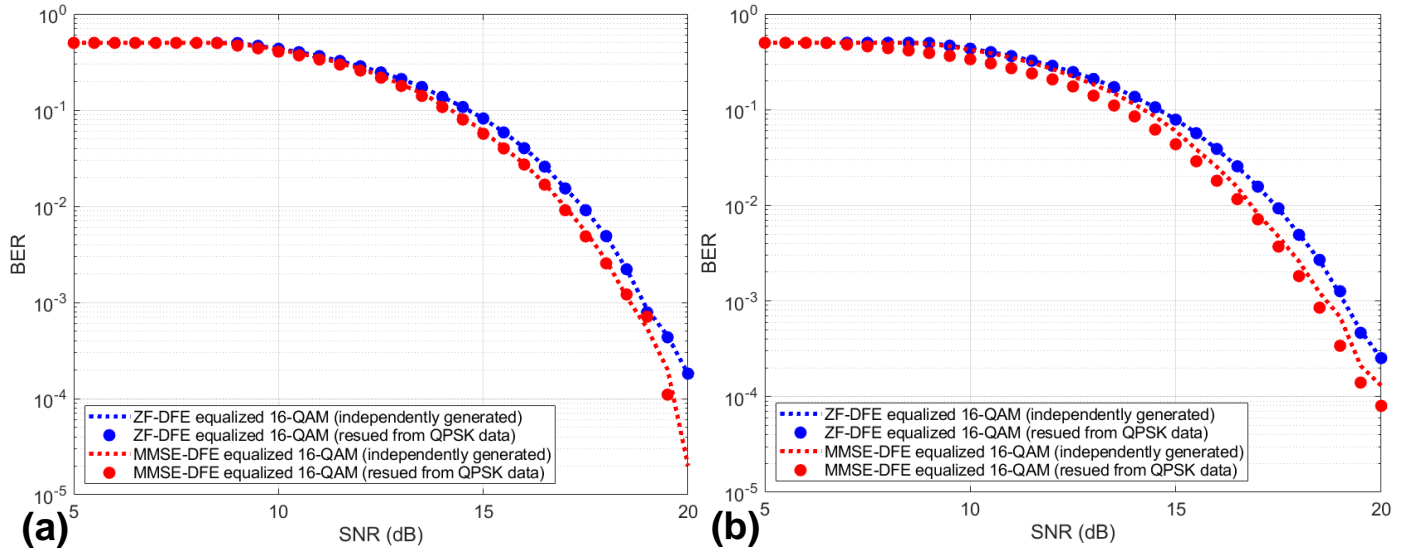 10^0
10^-1
10^-2
10^-3
10^-4
10^-5
BER
5
10
15
20
SNR (dB)
ZF-DFE equalized 16-QAM (independently generated)
ZF-DFE equalized 16-QAM (resued from QPSK data)
MMSE-DFE equalized 16-QAM (independently generated)
MMSE-DFE equalized 16-QAM (resued from QPSK data)
(a)
10^0
10^-1
10^-2
10^-3
10^-4
10^-5
BER
5
10
15
20
SNR (dB)
ZF-DFE equalized 16-QAM (independently generated)
ZF-DFE equalized 16-QAM (resued from QPSK data)
MMSE-DFE equalized 16-QAM (independently generated)
MMSE-DFE equalized 16-QAM (resued from QPSK data)
(b)